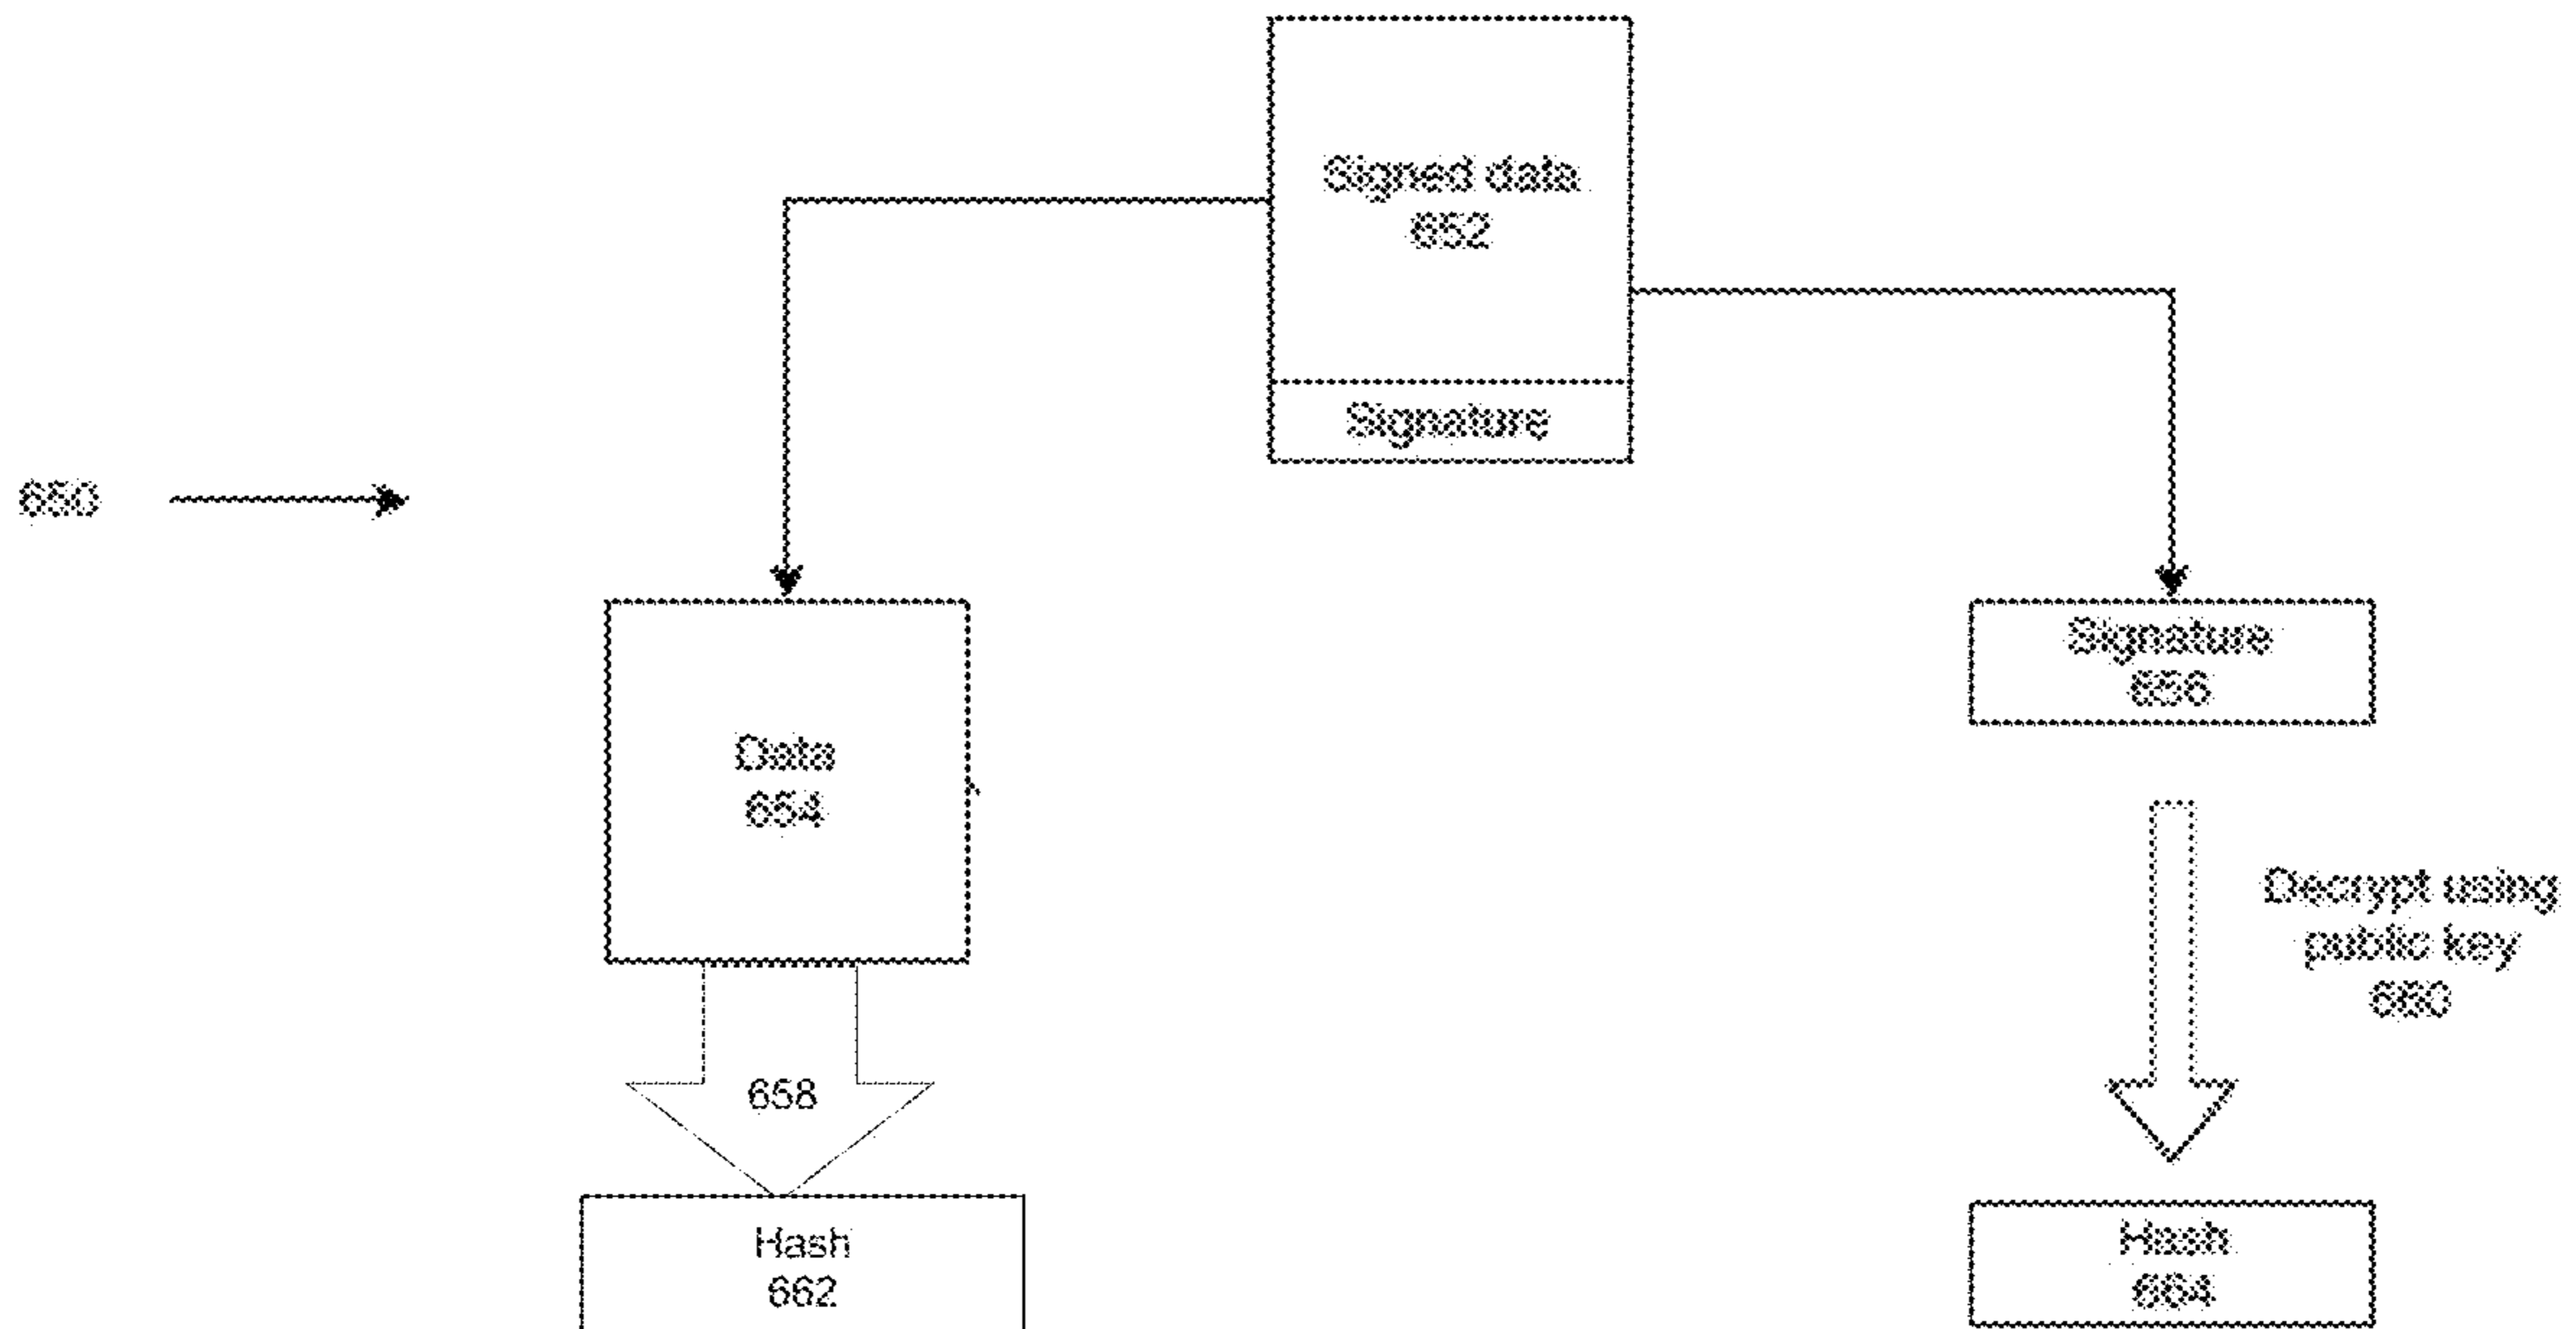 Signed data
652
Signature
650
Signature
656
Data
654
Decrypt using
public key
660
658
Hash
662
Hash
664